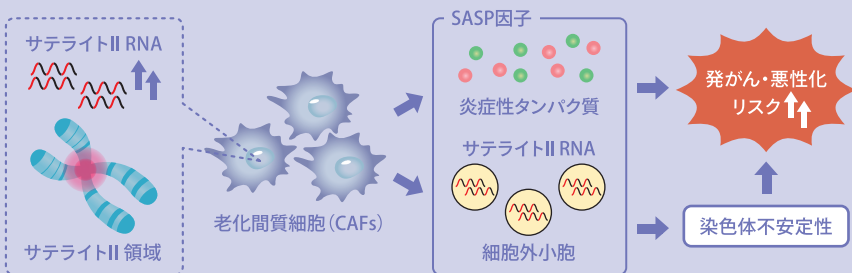 サテライトII RNA
サテライトII 領域
老化間質細胞（CAFs）
SASP因子
炎症性タンパク質
サテライトII RNA
細胞外小胞
発がん・悪性化
リスク
染色体不安定性